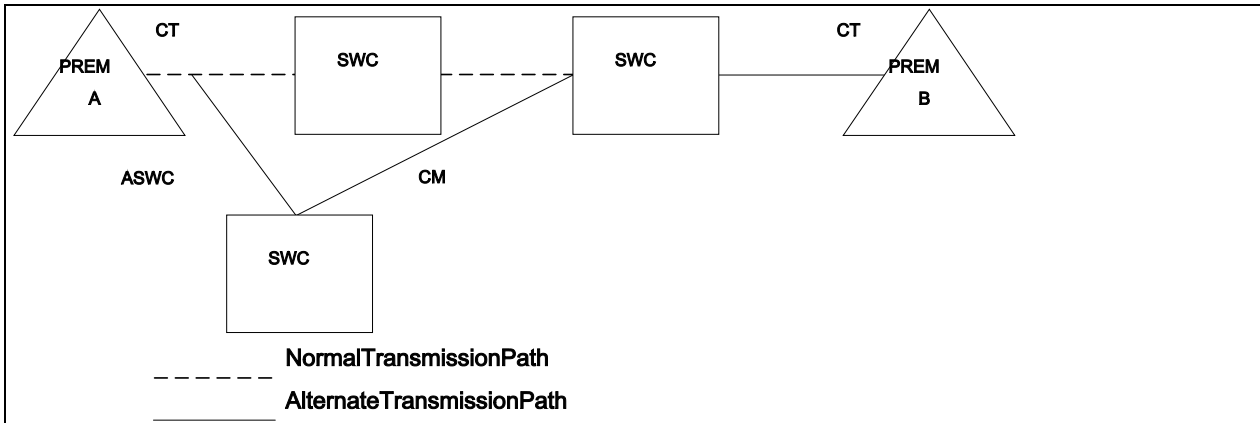 CT
CT
SWC
SWC
PREM
A
PREM
B
ASWC
CM
SWC
NormalTransmissionPath
AlternateTransmissionPath